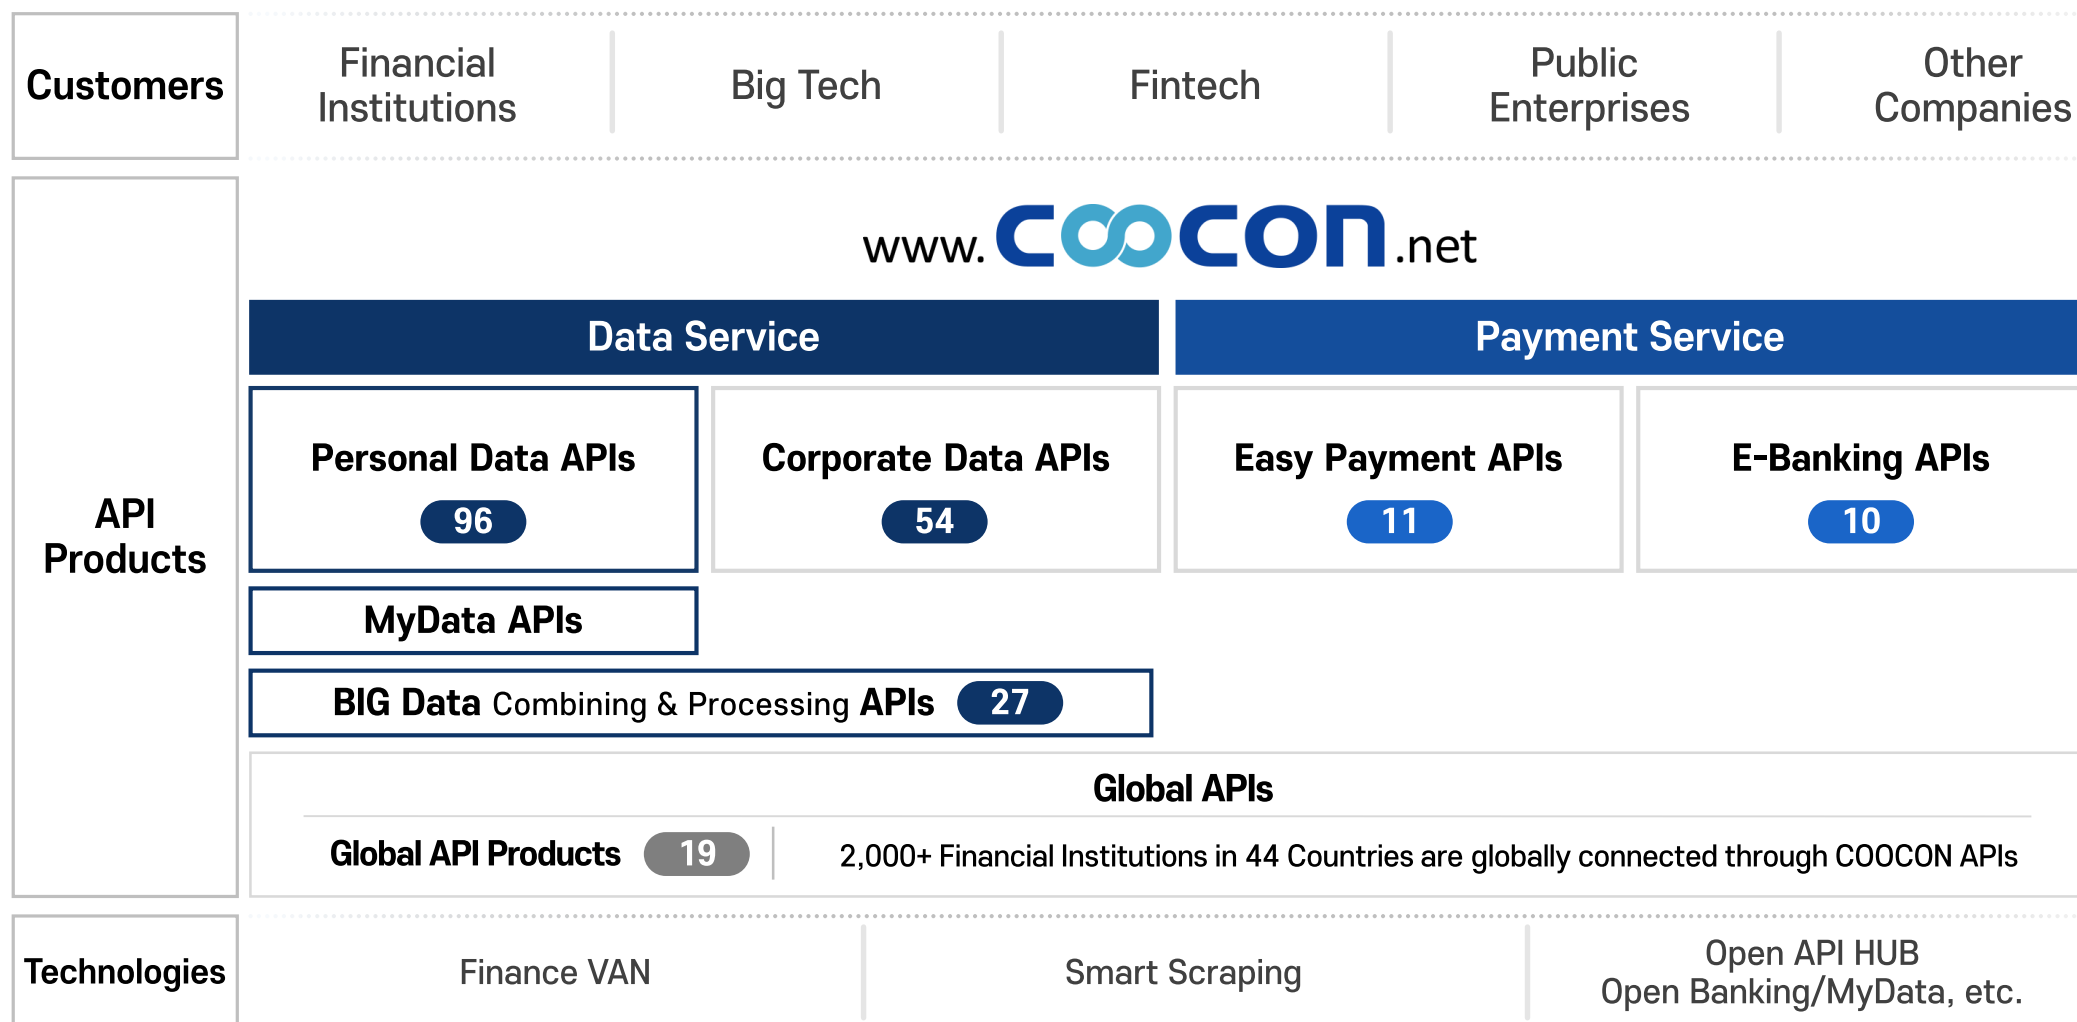 Customers
Financial
Institutions
Big Tech
Fintech
Public
Enterprises
Other
Companies
API
Products
www.coocon.net
Data Service
Payment Service
Personal Data APIs
96
Corporate Data APIs
54
Easy Payment APIs
11
E-Banking APIs
10
MyData APIs
BIG Data Combining & Processing APIs 27
Global APIs
Global API Products 19
2,000+ Financial Institutions in 44 Countries are globally connected through COOCON APIs
Technologies
Finance VAN
Smart Scraping
Open API HUB
Open Banking/MyData, etc.